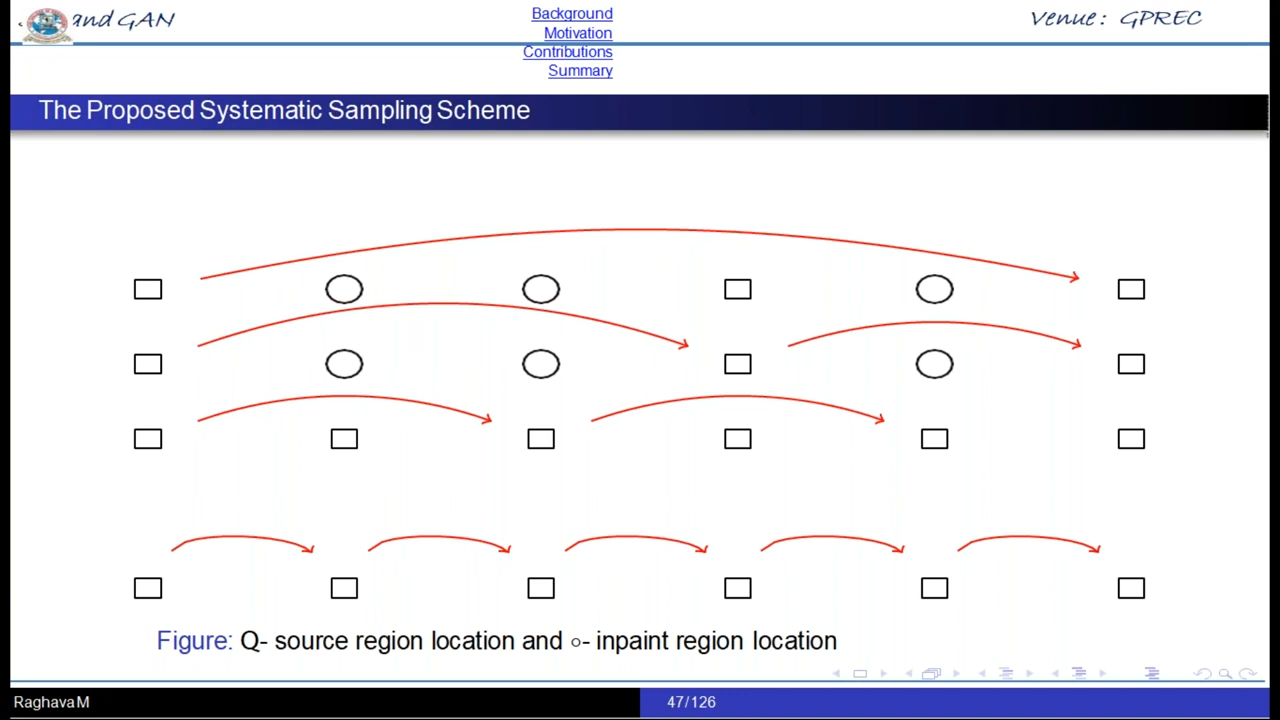 and GAN
Venue: GPREC
Background
Motivation
Contributions
Summary
The Proposed Systematic Sampling Scheme
Figure: Q- source region location and ○- inpaint region location
Raghava M
47/126